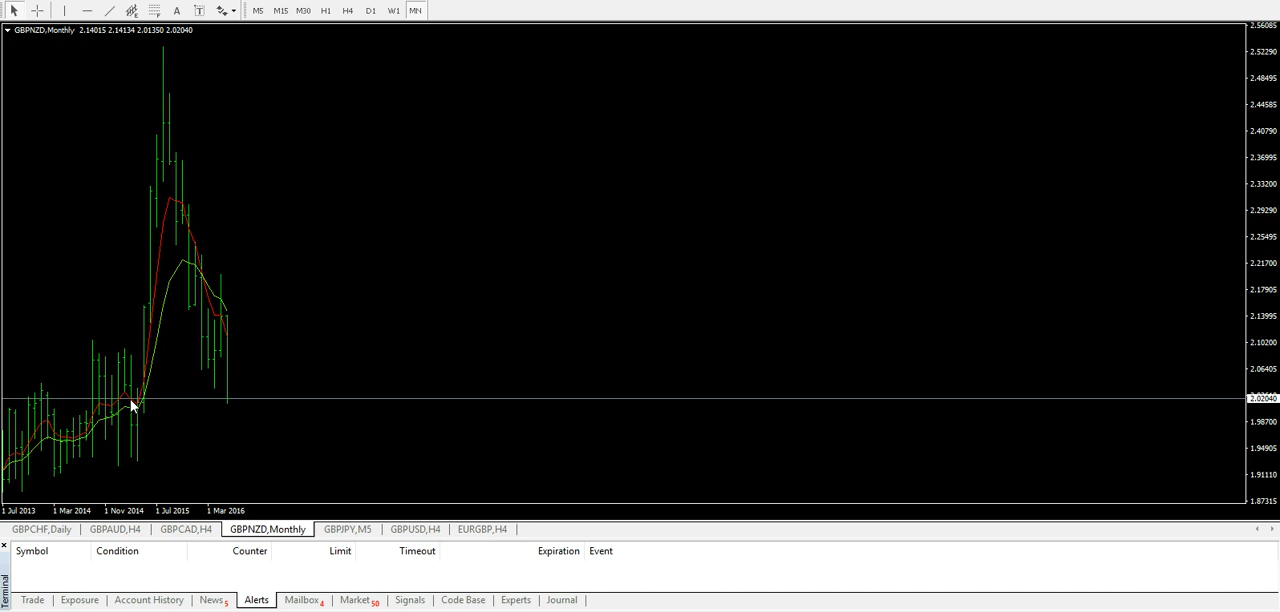 E F A T M5 M15 M30 H1 H4 D1 W1 MN
GBPNZD,Monthly 2.14015 2.14134 2.01350 2.02040
2.56085
2.52290
2.48495
2.44585
2.40790
2.36995
2.33200
2.29290
2.25495
2.21700
2.17905
2.13995
2.10200
2.06405
2.02040
1.98700
1.94905
1.91110
1.87315
1 Jul 2013 1 Mar 2014 1 Nov 2014 1 Jul 2015 1 Mar 2016
GBPCHF,Daily GBPAUD,H4 GBPCAD,H4 GBPNZD,Monthly GBPJPY,M5 GBPUSD,H4 EURGBP,H4
Symbol Condition Counter Limit Timeout Expiration Event
Terminal
Trade Exposure Account History News 5 Alerts Mailbox 4 Market 50 Signals Code Base Experts Journal